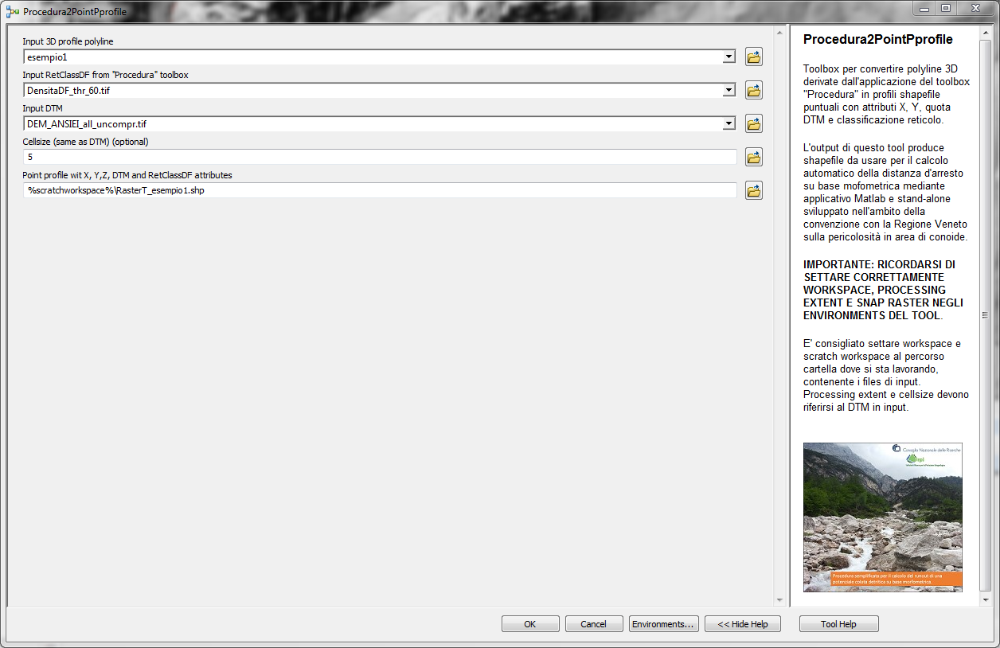 Procedura2PointPprofile
Input 3D profile polyline
esempio1
Input RetClassDF from "Procedura" toolbox
DensitaDF_thr_60.tif
Input DTM
DEM_ANSIEI_all_uncompr.tif
Cellsize (same as DTM) (optional)
5
Point profile wit X, Y,Z, DTM and RetClassDF attributes
%scratchworkspace%\RasterT_esempio1.shp
OK
Cancel
Environments...
<< Hide Help
Procedura2PointPprofile
Toolbox per convertire polyline 3D
derivate dall'applicazione del toolbox
"Procedura" in profili shapefile
puntuali con attributi X, Y, quota
DTM e classificazione reticolo.
L'output di questo tool produce
shapefile da usare per il calcolo
automatico della distanza d'arresto
su base mofometrica mediante
applicativo Matlab e stand-alone
sviluppato nell'ambito della
convenzione con la Regione Veneto
sulla pericolosità in area di conoide.
IMPORTANTE: RICORDARSI DI
SETTARE CORRETTAMENTE
WORKSPACE, PROCESSING
EXTENT E SNAP RASTER NEGLI
ENVIRONMENTS DEL TOOL.
E' consigliato settare workspace e
scratch workspace al percorso
cartella dove si sta lavorando,
contenente i files di input.
Processing extent e cellsize devono
riferirsi al DTM in input.
Consiglio Nazionale delle Ricerche
irpi
Procedura semplificata per il calcolo del runout di una
potenziale colata detritica su base morfometrica.
Tool Help